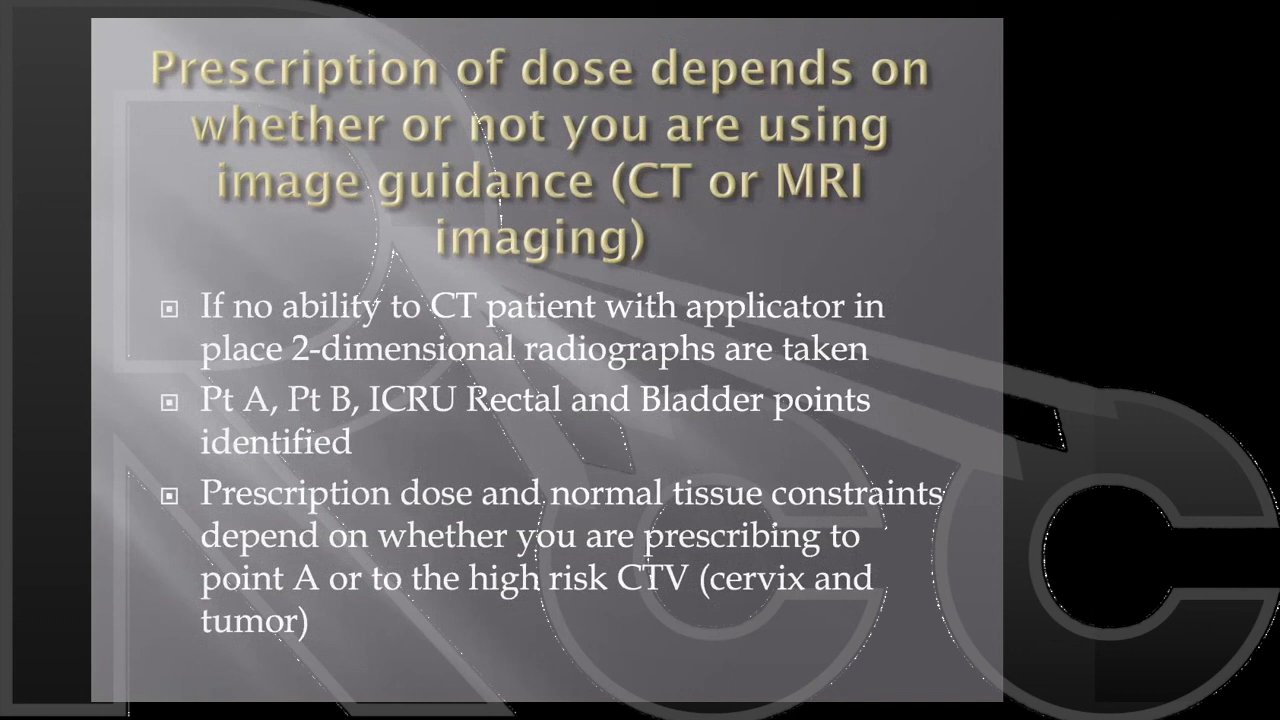 Prescription of dose depends on
whether or not you are using
image guidance (CT or MRI
imaging)
If no ability to CT patient with applicator in
place 2-dimensional radiographs are taken
Pt A, Pt B, ICRU Rectal and Bladder points
identified
Prescription dose and normal tissue constraints
depend on whether you are prescribing to
point A or to the high risk CTV (cervix and
tumor)